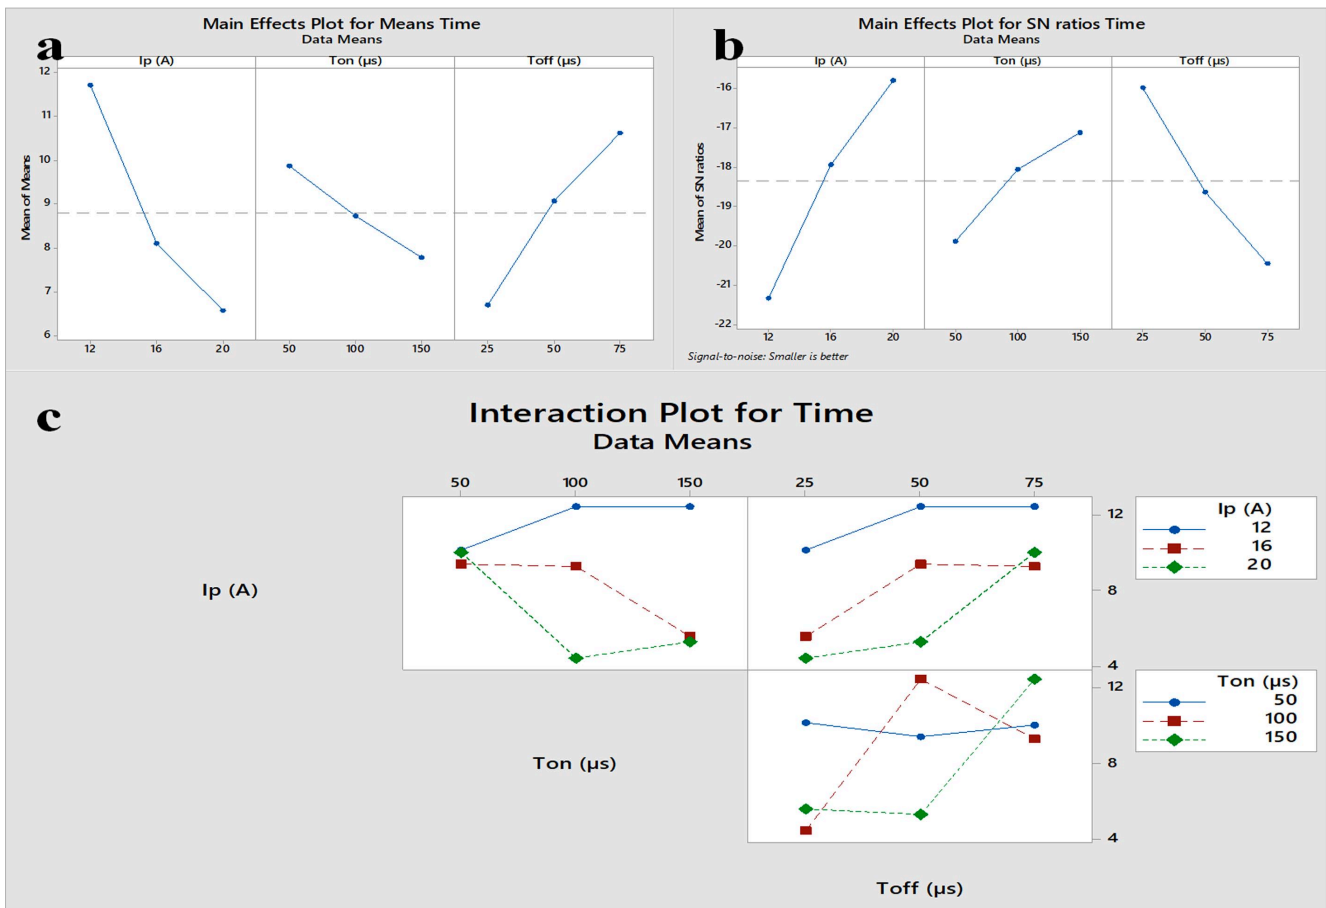 a
Main Effects Plot for Means Time
Data Means
Ip (A)
Ton (µs)
Toff (µs)
Mean of Means
12
11
10
9
8
7
6
12
16
20
50
100
150
25
50
75
b
Main Effects Plot for SN ratios Time
Data Means
Ip (A)
Ton (µs)
Toff (µs)
Mean of SN ratios
-16
-17
-18
-19
-20
-21
-22
12
16
20
50
100
150
25
50
75
Signal-to-noise: Smaller is better
c
Interaction Plot for Time
Data Means
50
100
150
25
50
75
Ip (A)
12
8
4
Ip (A)
12
16
20
Ton (µs)
12
8
4
Ton (µs)
50
100
150
Toff (µs)